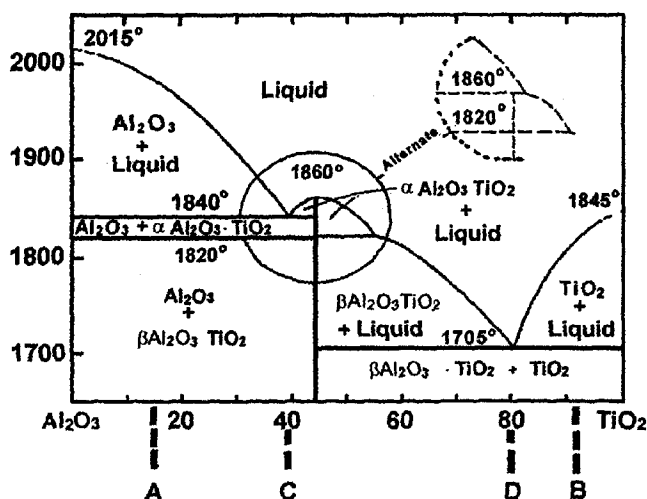 2015°
2000
Liquid
1860°
1820°
Alternate
Al₂O₃
+
Liquid
1900
1860°
α Al₂O₃ TiO₂
+
Liquid
1845°
1840°
Al₂O₃ + α Al₂O₃·TiO₂
1820°
1800
Al₂O₃
+
βAl₂O₃ TiO₂
βAl₂O₃TiO₂
+ Liquid
TiO₂
+
Liquid
1705°
1700
βAl₂O₃ · TiO₂ + TiO₂
Al₂O₃ 20 40 60 80 TiO₂
A C D B